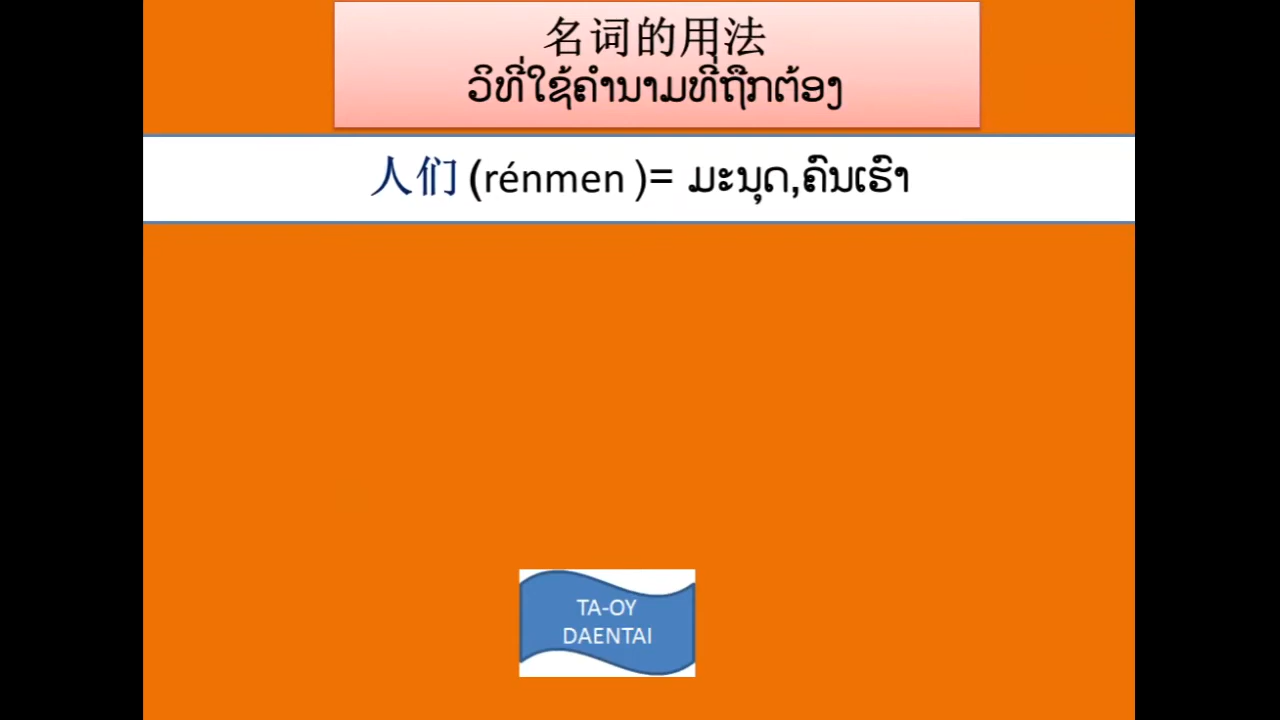 名词的用法
ວິທີ່ໃຊ້ຄຳນາມທີ່ຖືກຕ້ອງ
人们 (rénmen )= ມະນຸດ,ຄົນເຮົາ
TA-OY
DAENTAI